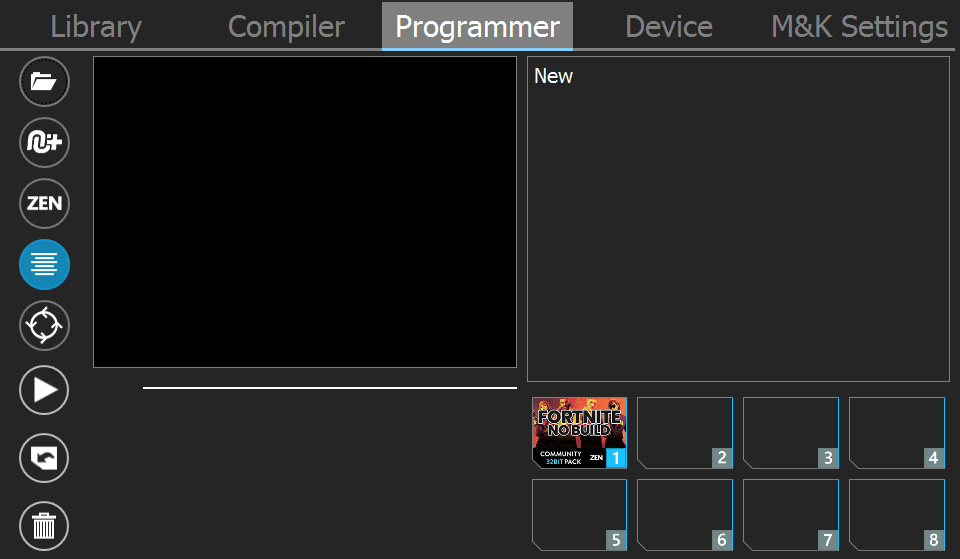 Library Compiler Programmer Device M&K Settings
New
ZEN
FORTNITE
NO BUILD
COMMUNITY
32BIT PACK ZEN 1
2 3 4
5 6 7 8